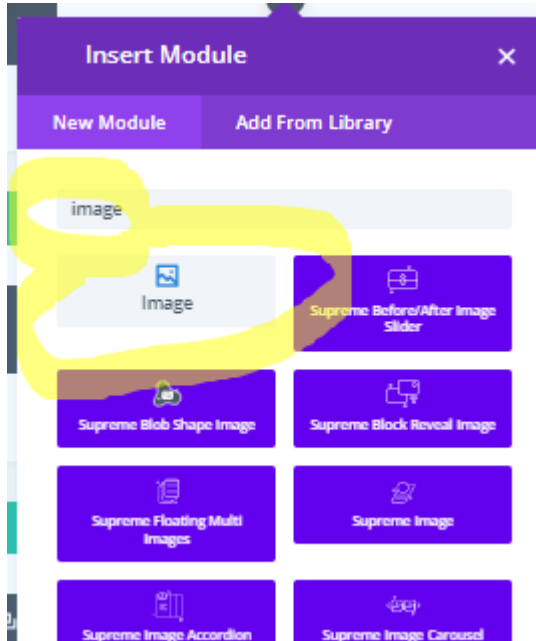 Insert Module
New Module
Add From Library
image
Image
Supreme Before/After Image
Slider
Supreme Blob Shape Image
Supreme Block Reveal Image
Supreme Floating Multi
Images
Supreme Image
Supreme Image Accordion
Supreme Image Carousel